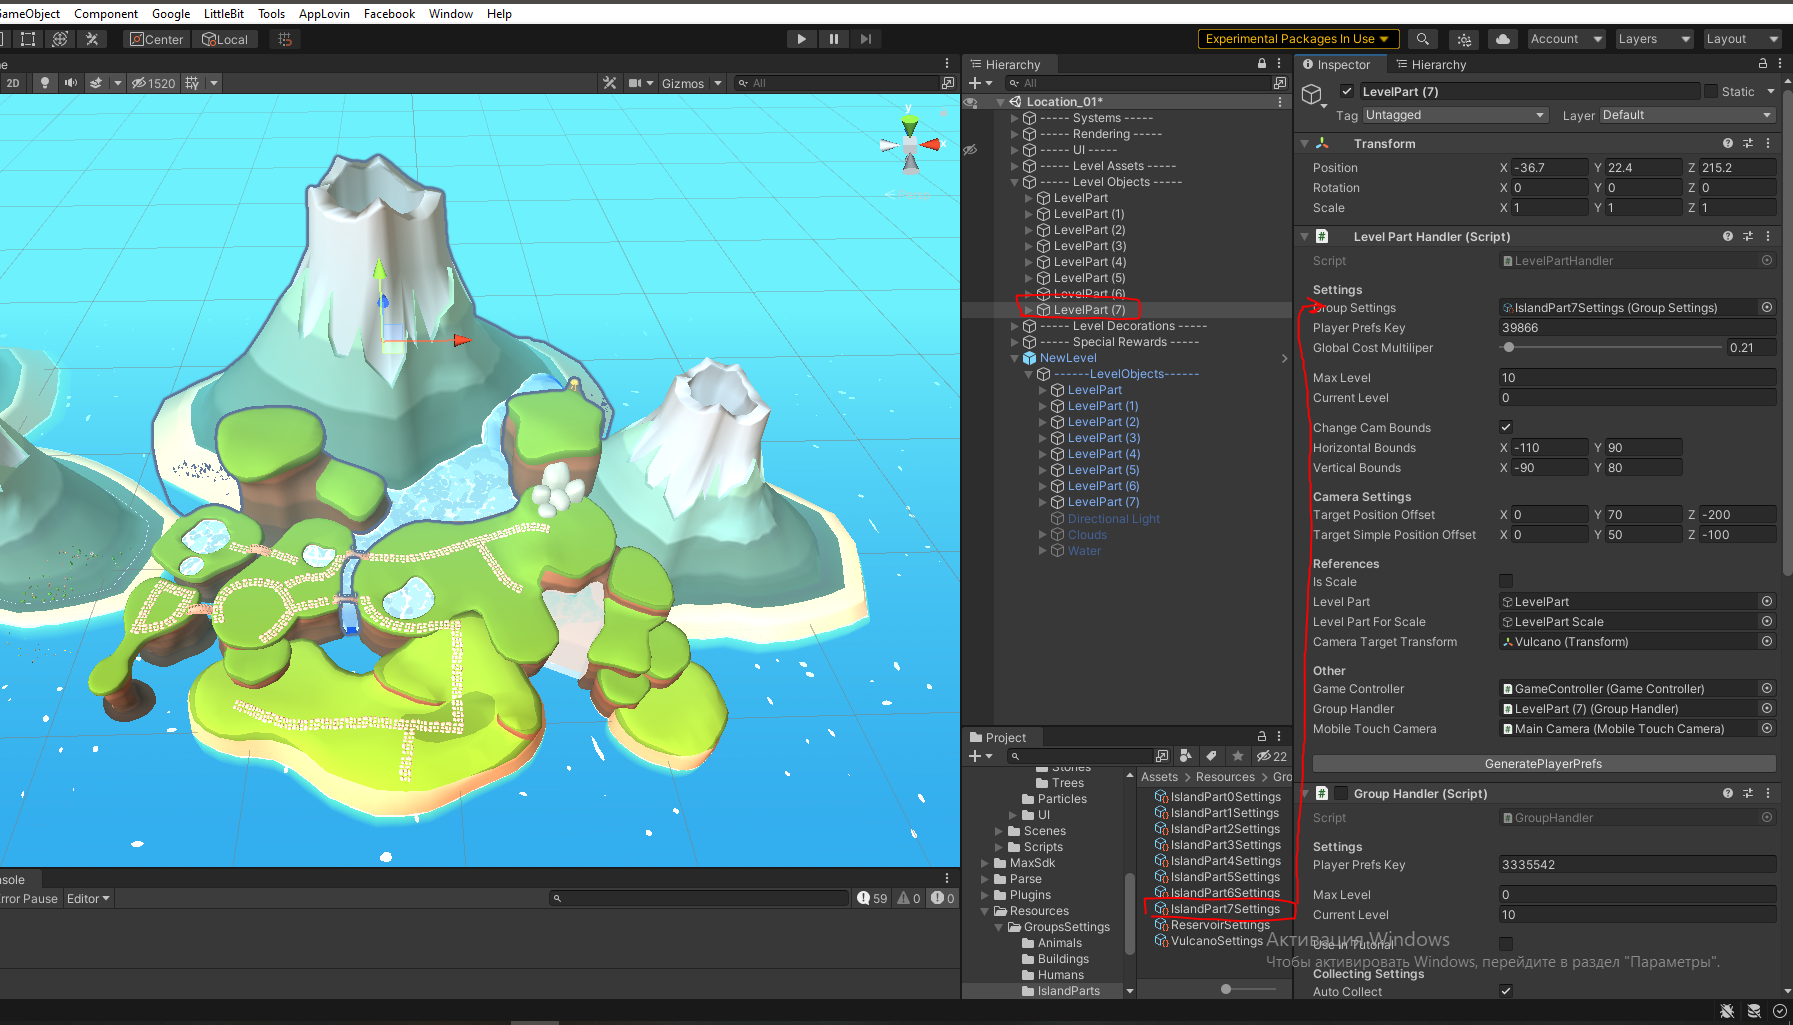 GameObject Component Google LittleBit Tools AppLovin Facebook Window Help
Center Local Experimental Packages In Use Account Layers Layout
2D 1520 Gizmos All
Hierarchy
All
Location_01*
----- Systems -----
----- Rendering -----
----- UI -----
----- Level Assets -----
----- Level Objects -----
LevelPart
LevelPart (1)
LevelPart (2)
LevelPart (3)
LevelPart (4)
LevelPart (5)
LevelPart (6)
LevelPart (7)
----- Level Decorations -----
----- Special Rewards -----
NewLevel
------LevelObjects------
LevelPart
LevelPart (1)
LevelPart (2)
LevelPart (3)
LevelPart (4)
LevelPart (5)
LevelPart (6)
LevelPart (7)
Directional Light
Clouds
Water
y
x
Persp
Inspector Hierarchy
LevelPart (7) Static
Tag Untagged Layer Default
Transform
Position X -36.7 Y 22.4 Z 215.2
Rotation X 0 Y 0 Z 0
Scale X 1 Y 1 Z 1
# Level Part Handler (Script)
Script LevelPartHandler
Settings
Group Settings IslandPart7Settings (Group Settings)
Player Prefs Key 39866
Global Cost Multiliper 0.21
Max Level 10
Current Level 0
Change Cam Bounds
Horizontal Bounds X -110 Y 90
Vertical Bounds X -90 Y 80
Camera Settings
Target Position Offset X 0 Y 70 Z -200
Target Simple Position Offset X 0 Y 50 Z -100
References
Is Scale
Level Part LevelPart
Level Part For Scale LevelPart Scale
Camera Target Transform Vulcano (Transform)
Other
Game Controller GameController (Game Controller)
Group Handler LevelPart (7) (Group Handler)
Mobile Touch Camera Main Camera (Mobile Touch Camera)
GeneratePlayerPrefs
# Group Handler (Script)
Script GroupHandler
Settings
Player Prefs Key 3335542
Max Level 0
Current Level 10
Use In Tutorial
Collecting Settings
Auto Collect
Project
22
Stones
Trees
Particles
UI
Scenes
Scripts
MaxSdk
Parse
Plugins
Resources
GroupsSettings
Animals
Buildings
Humans
IslandParts
Assets > Resources > Gro
IslandPart0Settings
IslandPart1Settings
IslandPart2Settings
IslandPart3Settings
IslandPart4Settings
IslandPart5Settings
IslandPart6Settings
IslandPart7Settings
ReservoirSettings
VulcanoSettings
nsole
Error Pause Editor 59 0 0
Активация Windows
Чтобы активировать Windows, перейдите в раздел "Параметры".